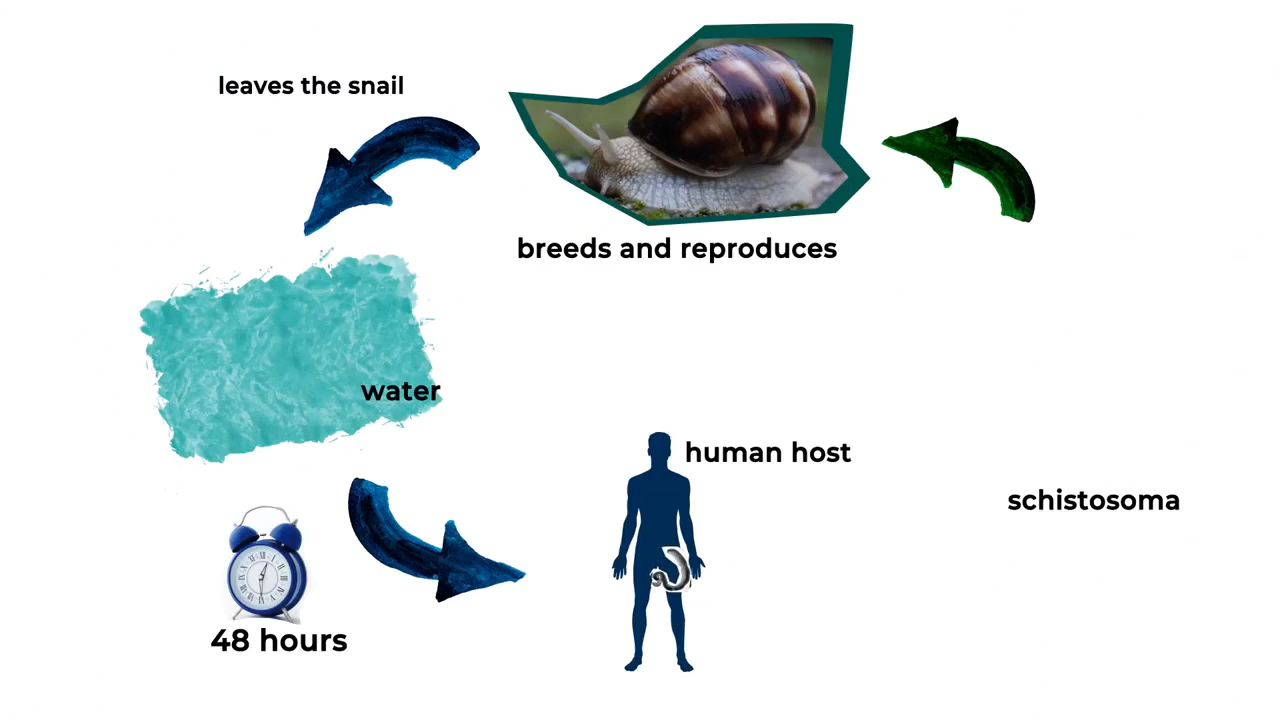 leaves the snail
breeds and reproduces
water
human host
schistosoma
48 hours